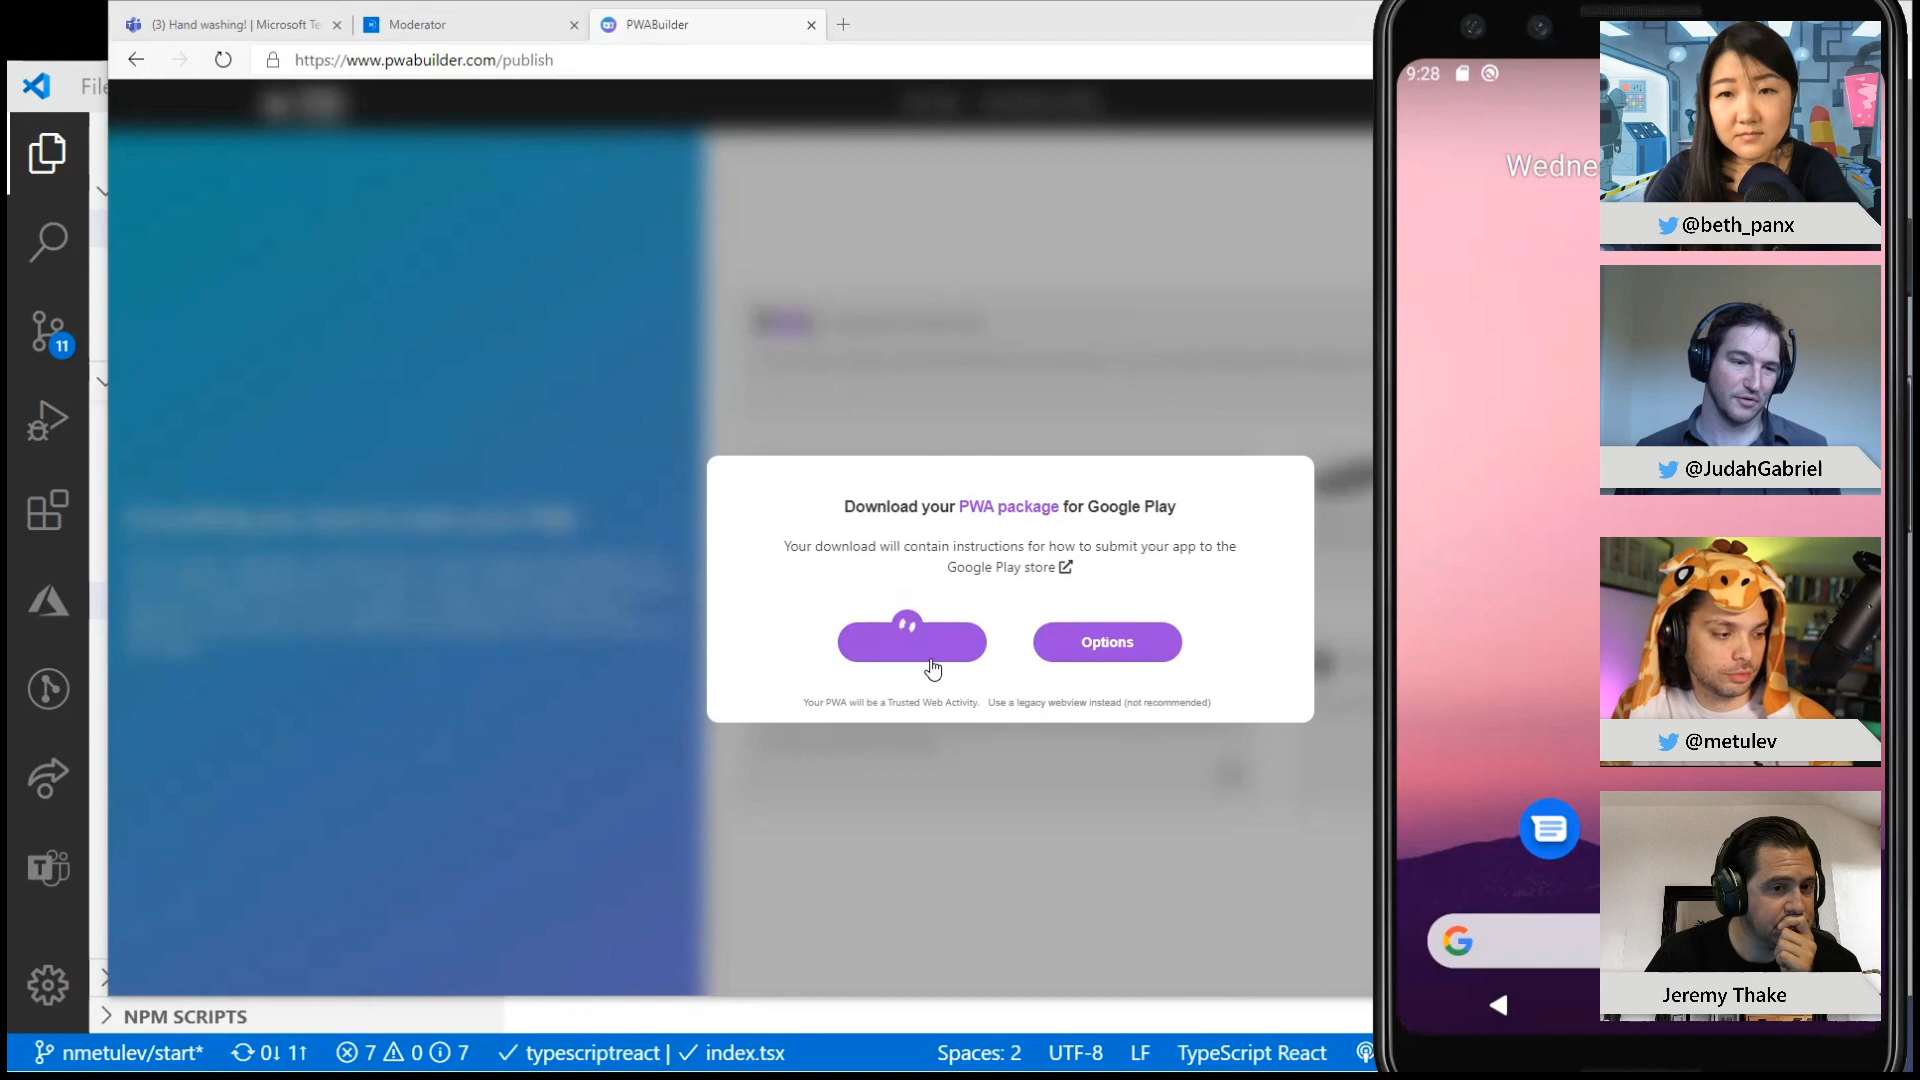 (3) Hand washing! | Microsoft Te
Moderator
PWABuilder
https://www.pwabuilder.com/publish
File
11
Download your PWA package for Google Play
Your download will contain instructions for how to submit your app to the
Google Play store
Options
Your PWA will be a Trusted Web Activity. Use a legacy webview instead (not recommended)
NPM SCRIPTS
nmetulev/start* 0↓ 1↑ 7 0 7 typescriptreact | index.tsx Spaces: 2 UTF-8 LF TypeScript React
9:28
Wedne
@beth_panx
@JudahGabriel
@metulev
Jeremy Thake